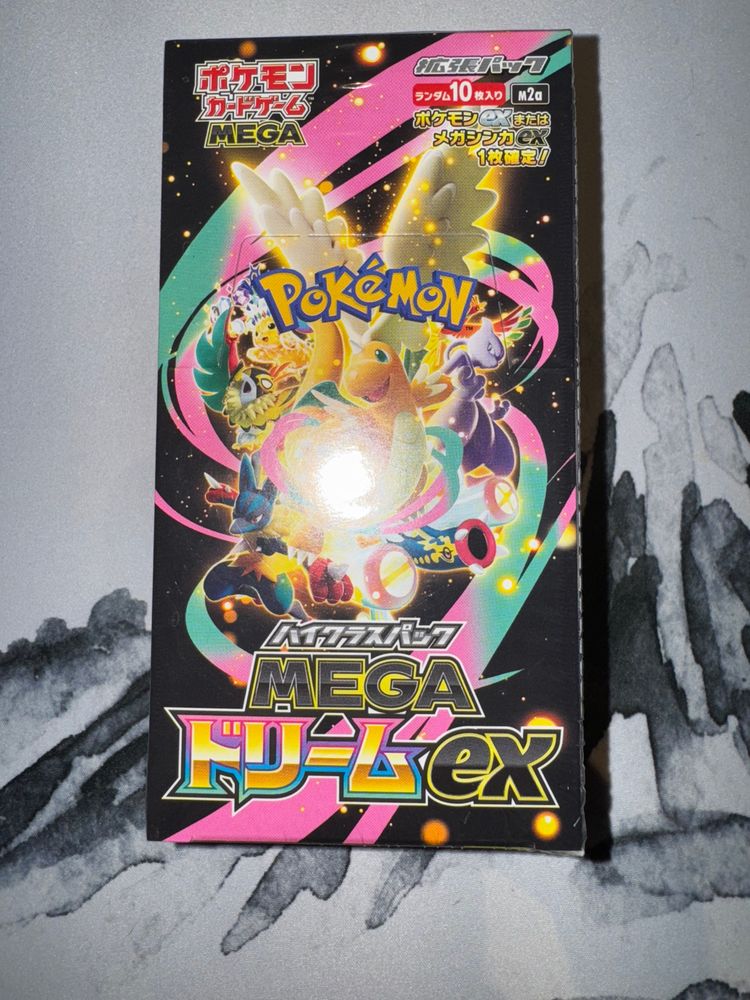 ポケモン
カードゲーム
MEGA
拡張パック
ランダム10枚入り M2a
ポケモンexまたは
メガシンカex
1枚確定!
POKéMON
TM
ハイクラスパック
MEGA
ドリームex